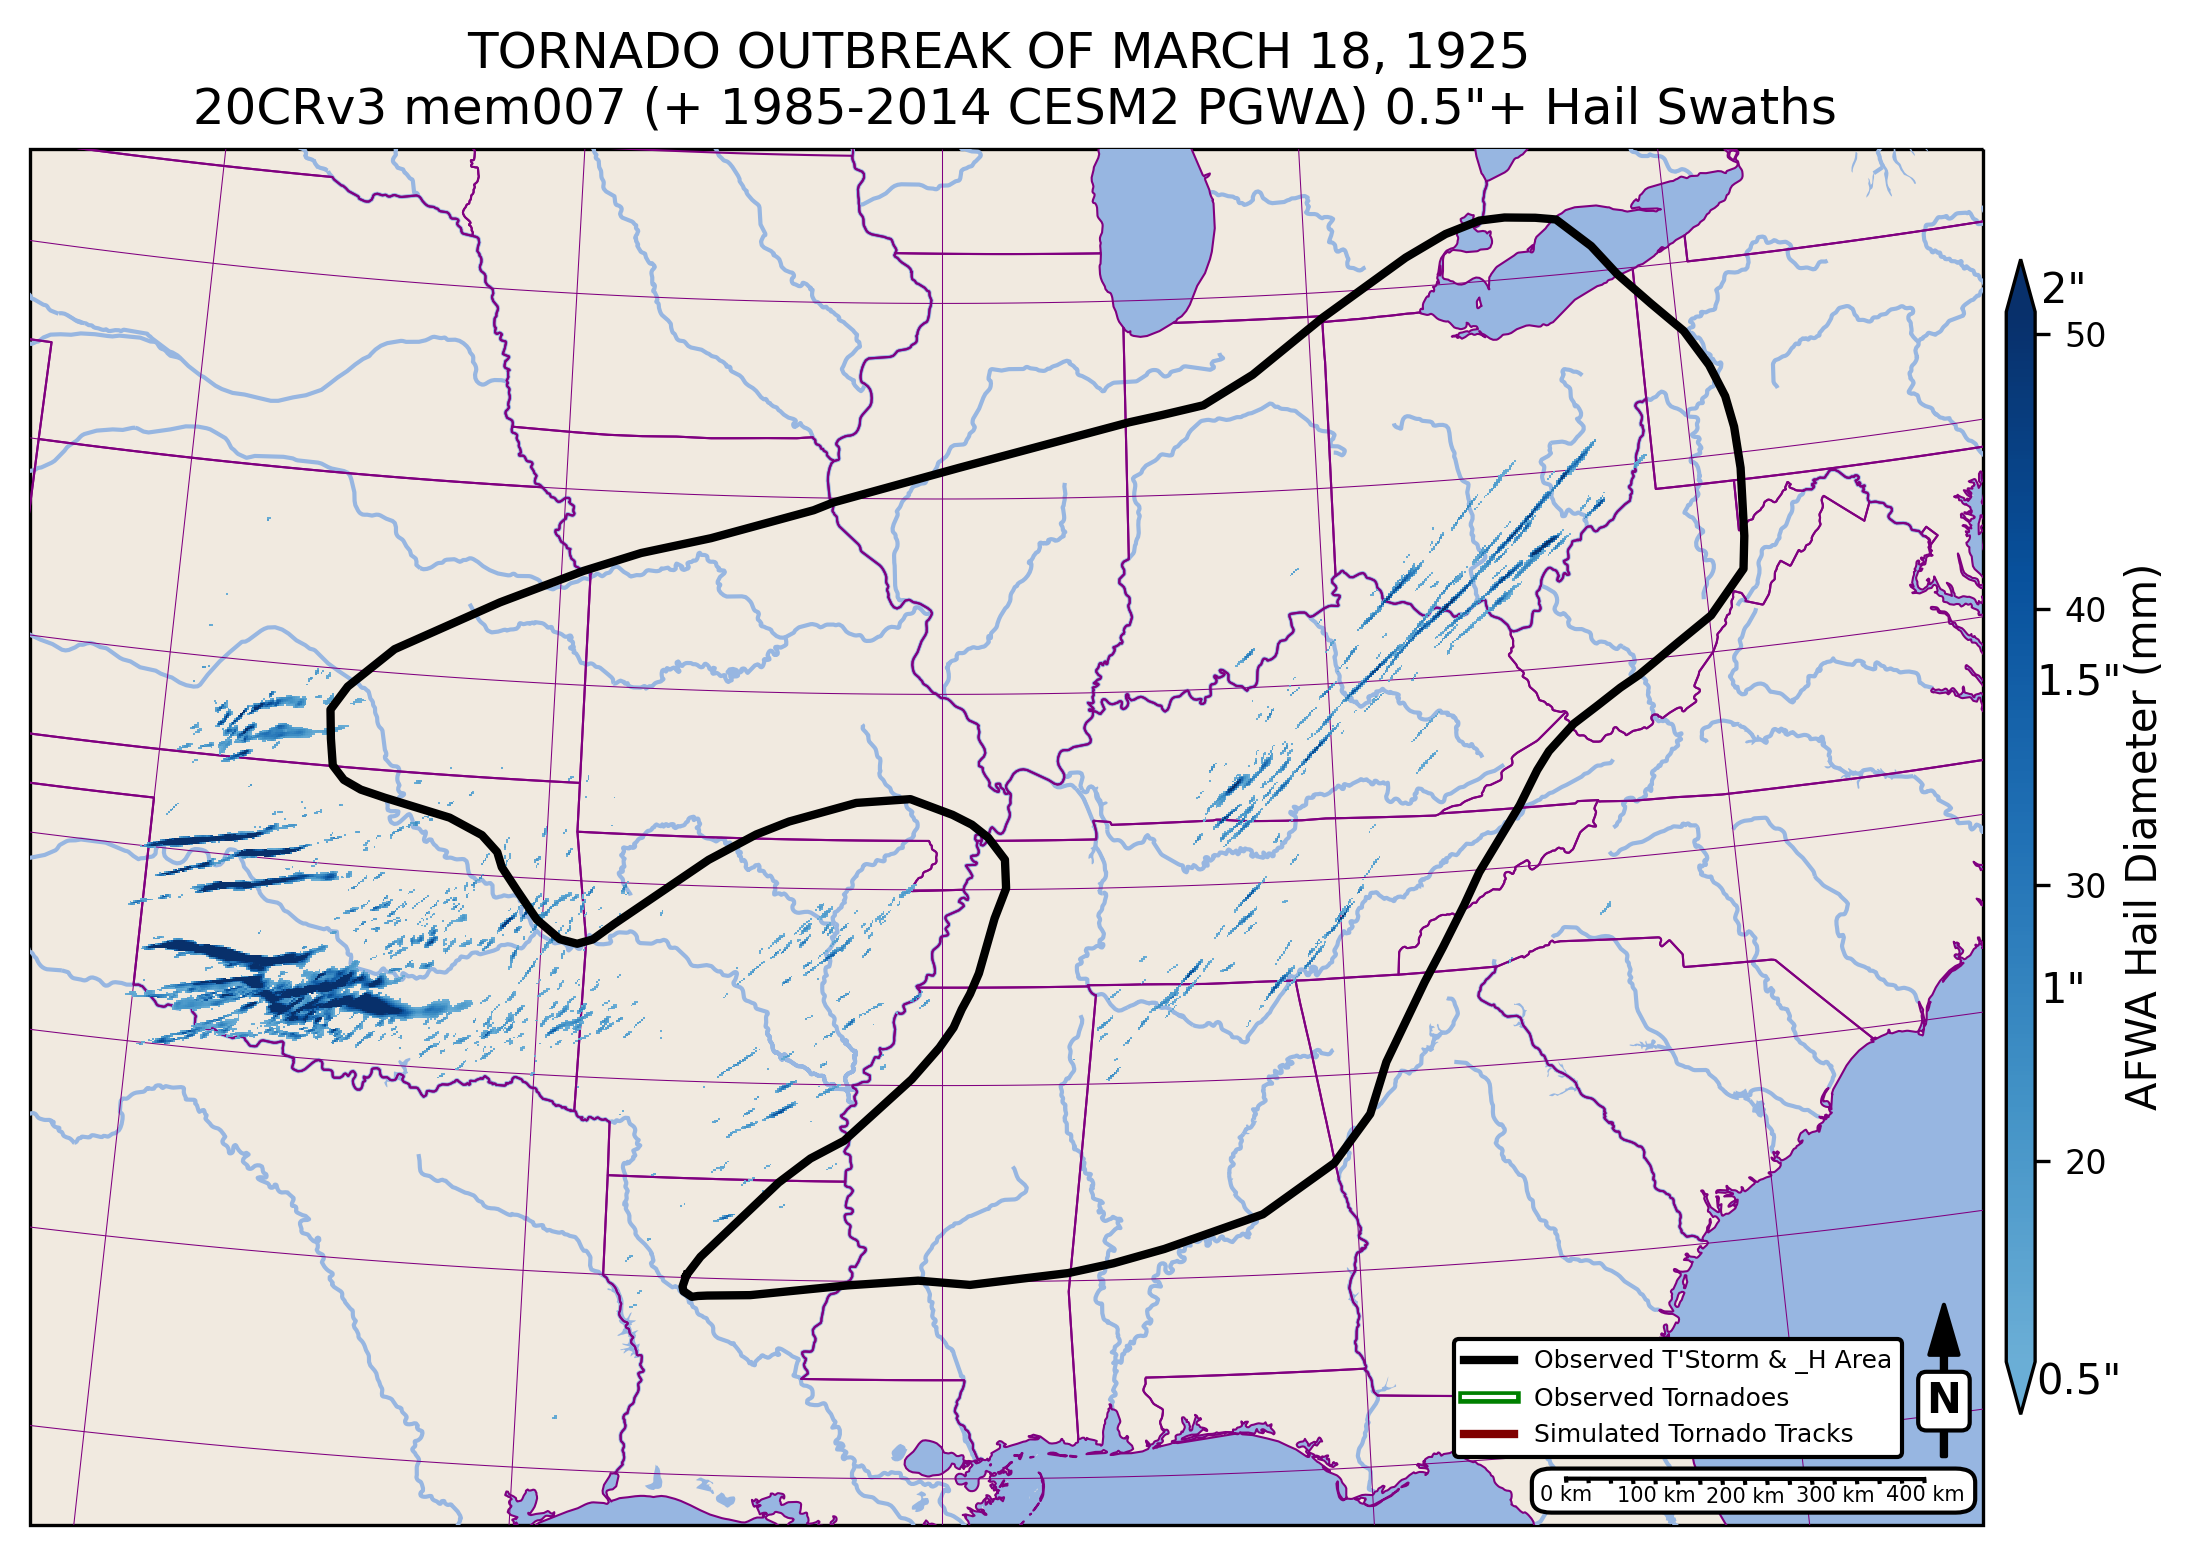 TORNADO OUTBREAK OF MARCH 18, 1925
20CRv3 mem007 (+ 1985-2014 CESM2 PGWΔ) 0.5"+ Hail Swaths
2"
50
40
1.5"
30
1"
20
0.5"
AFWA Hail Diameter (mm)
Observed T'Storm & _H Area
Observed Tornadoes
Simulated Tornado Tracks
N
0 km 100 km 200 km 300 km 400 km